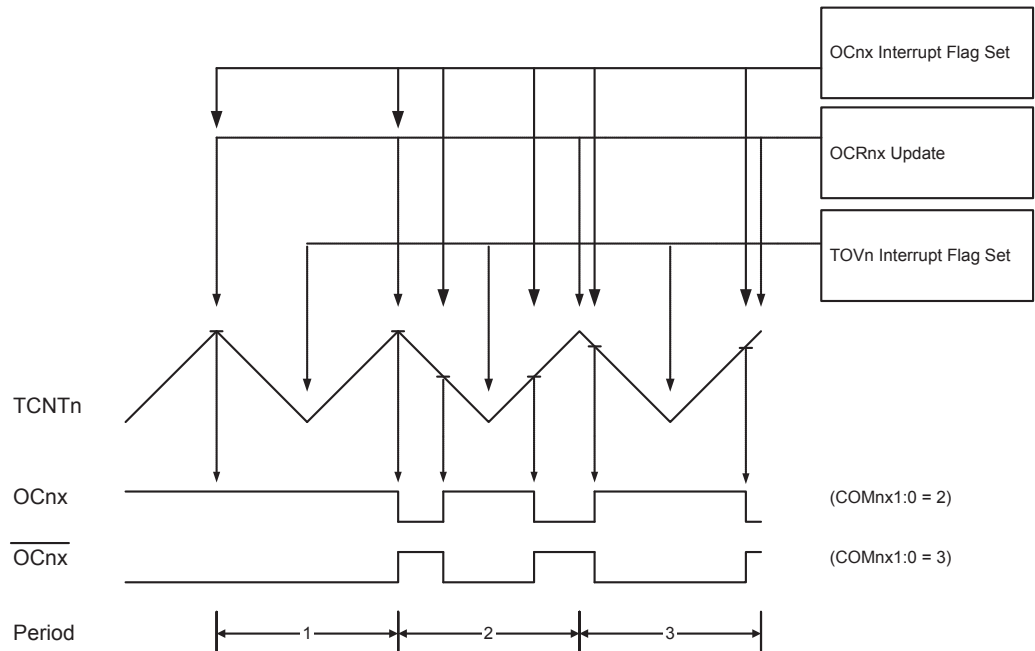 OCnx Interrupt Flag Set
OCRnx Update
TOVn Interrupt Flag Set
TCNTn
OCnx
(COMnx1:0 = 2)
OCnx
(COMnx1:0 = 3)
Period
1
2
3